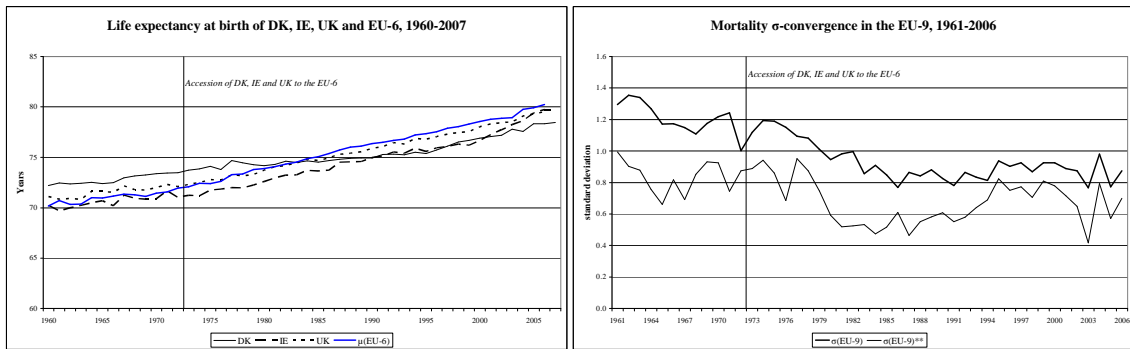 Life expectancy at birth of DK, IE, UK and EU-6, 1960-2007
85
80
75
70
65
60
Years
Accession of DK, IE and UK to the EU-6
1960 1965 1970 1975 1980 1985 1990 1995 2000 2005
DK IE UK μ(EU-6)
Mortality σ-convergence in the EU-9, 1961-2006
1.6
1.4
1.2
1.0
0.8
0.6
0.4
0.2
0.0
standard deviation
Accession of DK, IE and UK to the EU-6
1961 1964 1967 1970 1973 1976 1979 1982 1985 1988 1991 1994 1997 2000 2003 2006
σ(EU-9) σ(EU-9)**